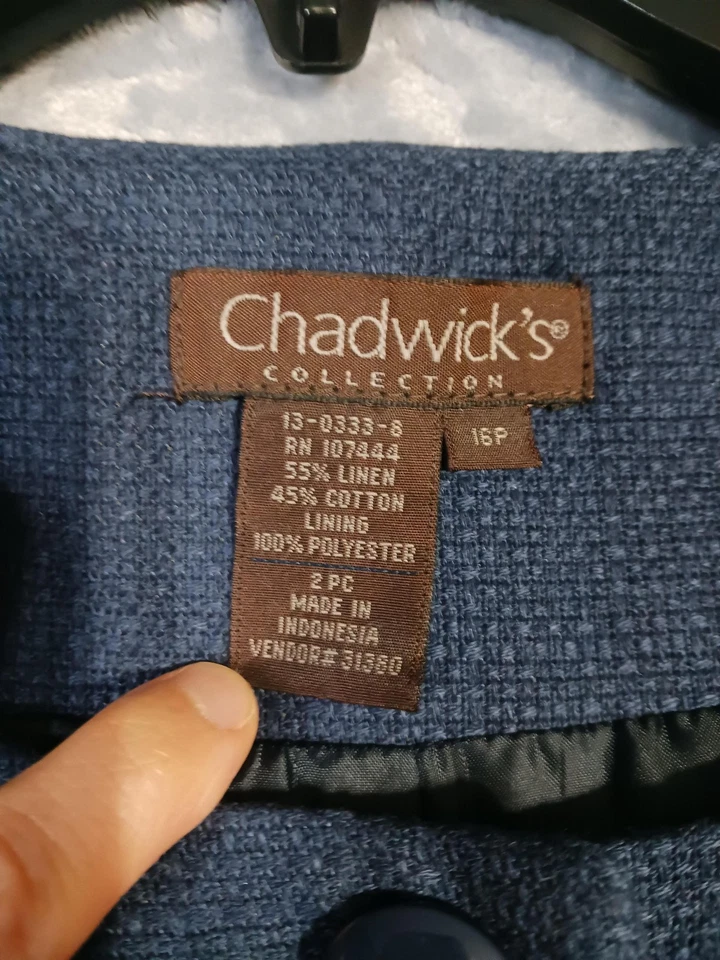 Chadwick's®
COLLECTION
16P
13-0333-8
RN 107444
55% LINEN
45% COTTON
LINING
100% POLYESTER
2 PC
MADE IN
INDONESIA
VENDOR# 31360